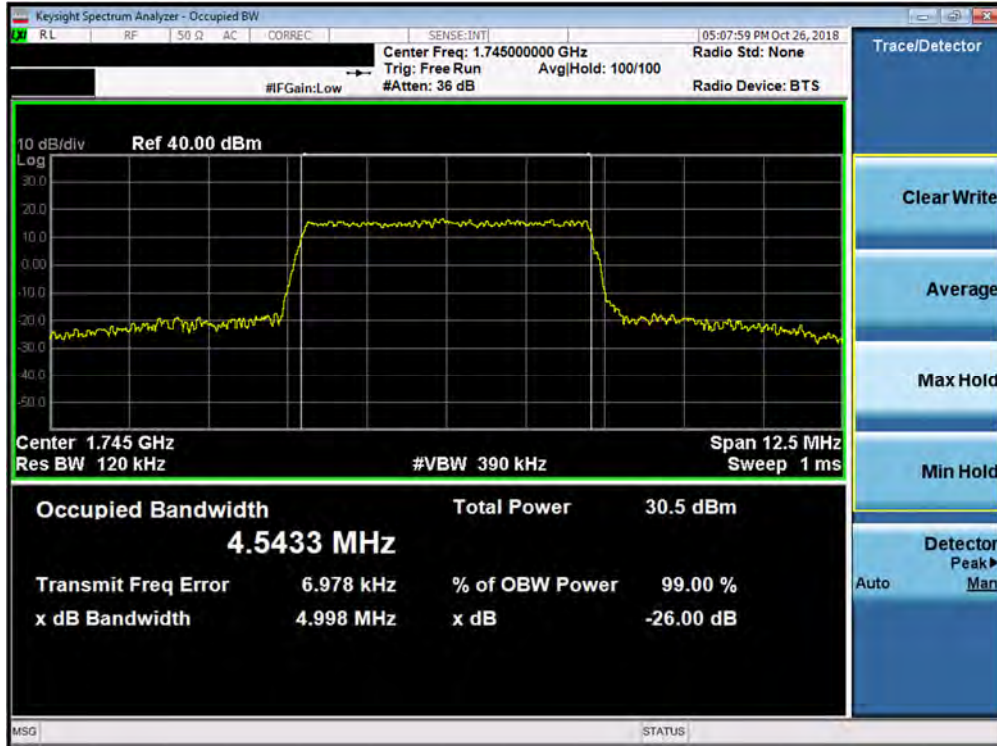 Keysight Spectrum Analyzer - Occupied BW
LXI RL RF 50 Ω AC CORREC SENSE:INT 05:07:59 PM Oct 26, 2018
Center Freq: 1.745000000 GHz Radio Std: None
Trig: Free Run Avg|Hold: 100/100
#IFGain:Low #Atten: 36 dB Radio Device: BTS
10 dB/div Ref 40.00 dBm
Log
30.0
20.0
10.0
0.00
-10.0
-20.0
-30.0
-40.0
-50.0
Center 1.745 GHz Span 12.5 MHz
Res BW 120 kHz #VBW 390 kHz Sweep 1 ms
Occupied Bandwidth Total Power 30.5 dBm
4.5433 MHz
Transmit Freq Error 6.978 kHz % of OBW Power 99.00 %
x dB Bandwidth 4.998 MHz x dB -26.00 dB
MSG STATUS
Trace/Detector
Clear Write
Average
Max Hold
Min Hold
Detector
Peak▶
Auto Man